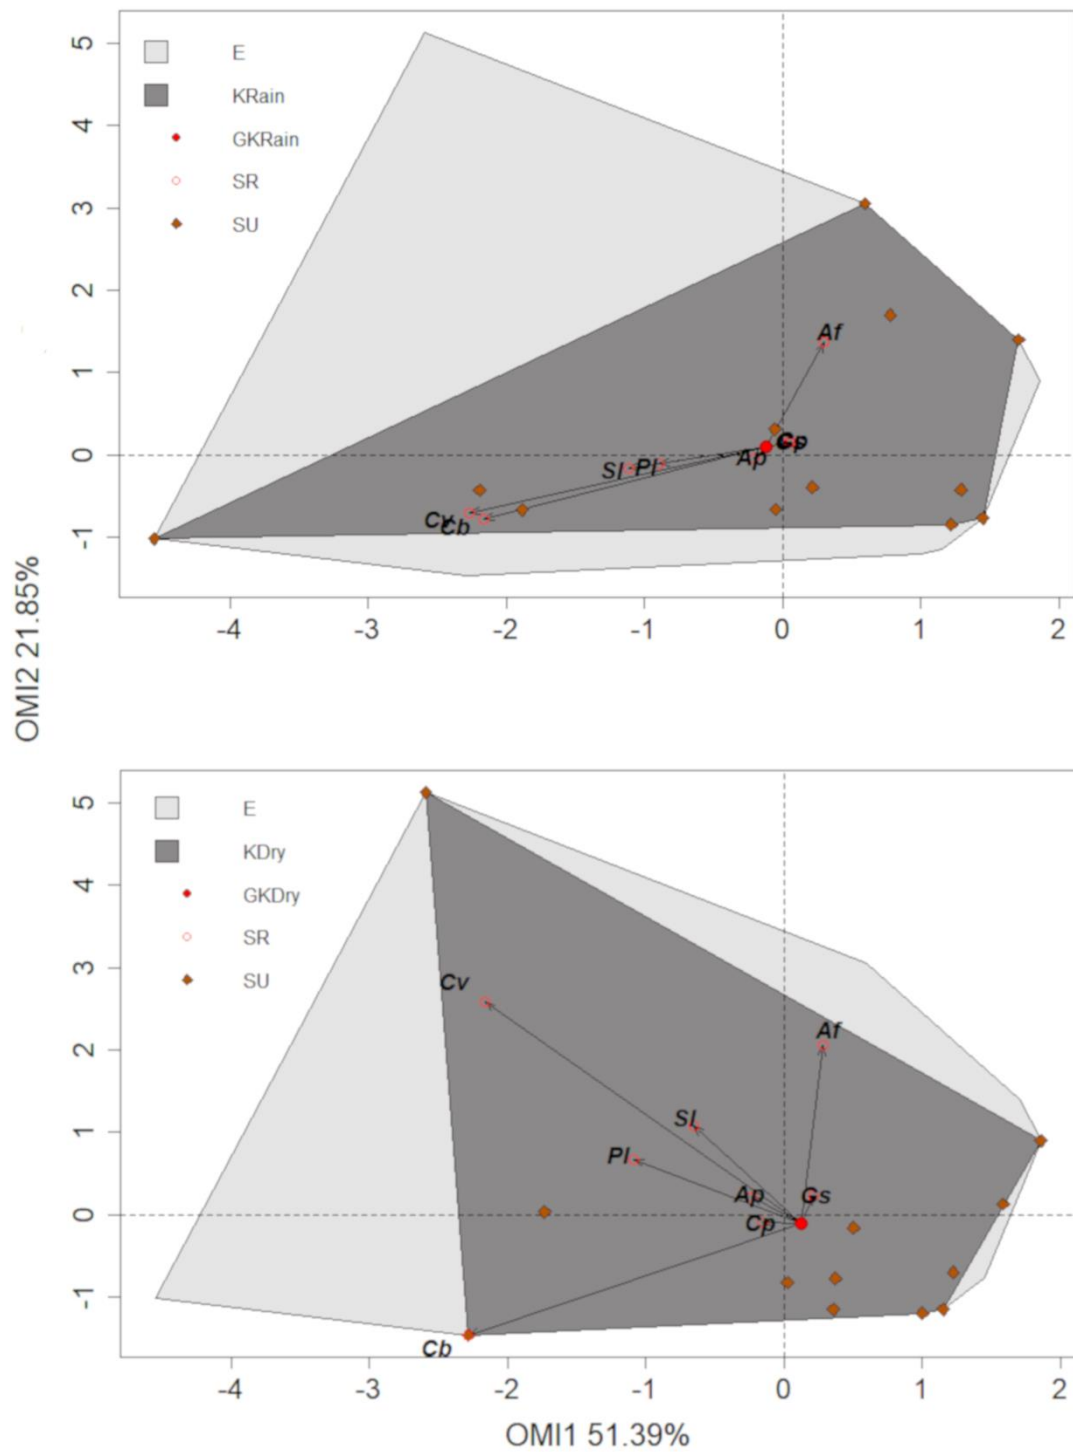 E
KRain
GKRain
SR
SU
5
4
3
2
1
0
-1
Af
Cp
Ap
Sl
Pl
Cv
Cb
-4
-3
-2
-1
0
1
2
OMI2 21.85%
E
KDry
GKDry
SR
SU
5
4
3
2
1
0
-1
Cv
Af
Sl
Pl
Ap
Gs
Cp
Cb
-4
-3
-2
-1
0
1
2
OMI1 51.39%